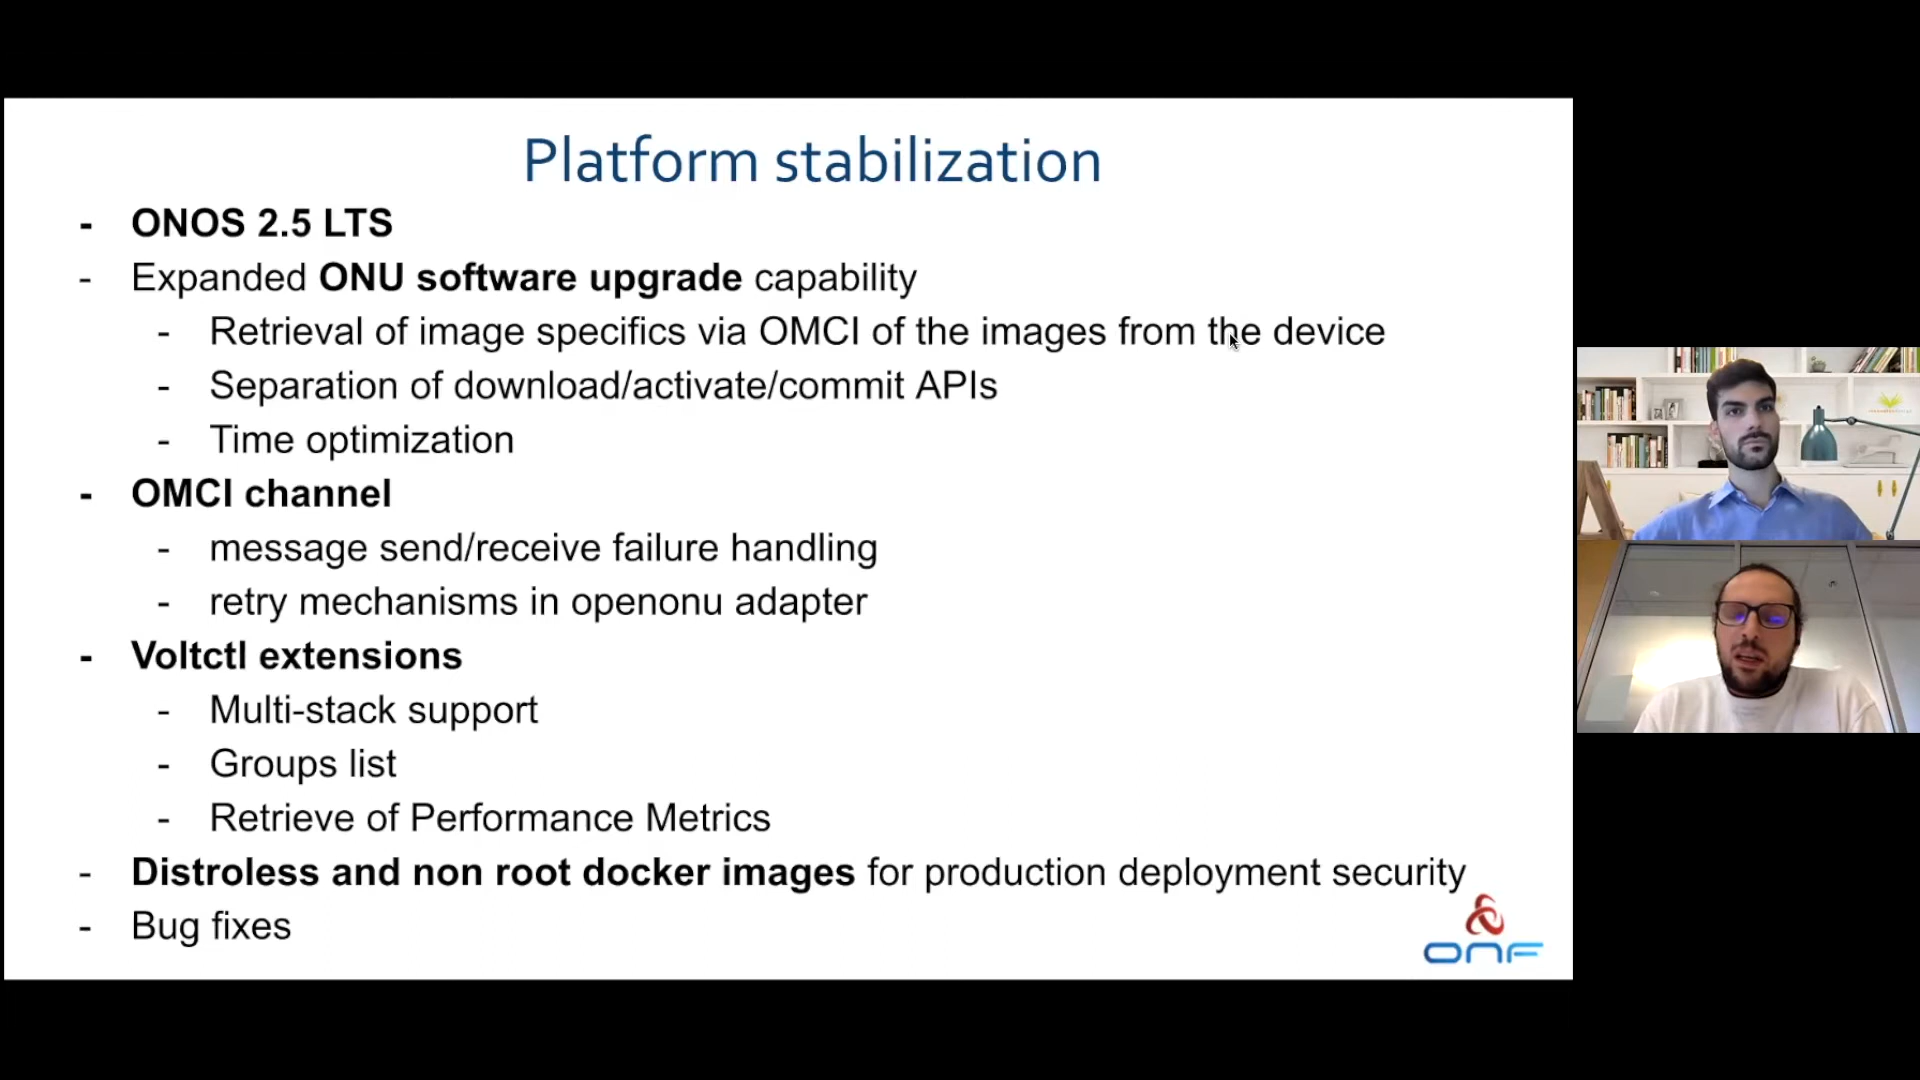 Platform stabilization
- ONOS 2.5 LTS
- Expanded ONU software upgrade capability
- Retrieval of image specifics via OMCI of the images from the device
- Separation of download/activate/commit APIs
- Time optimization
- OMCI channel
- message send/receive failure handling
- retry mechanisms in openonu adapter
- Voltctl extensions
- Multi-stack support
- Groups list
- Retrieve of Performance Metrics
- Distroless and non root docker images for production deployment security
- Bug fixes
ONF